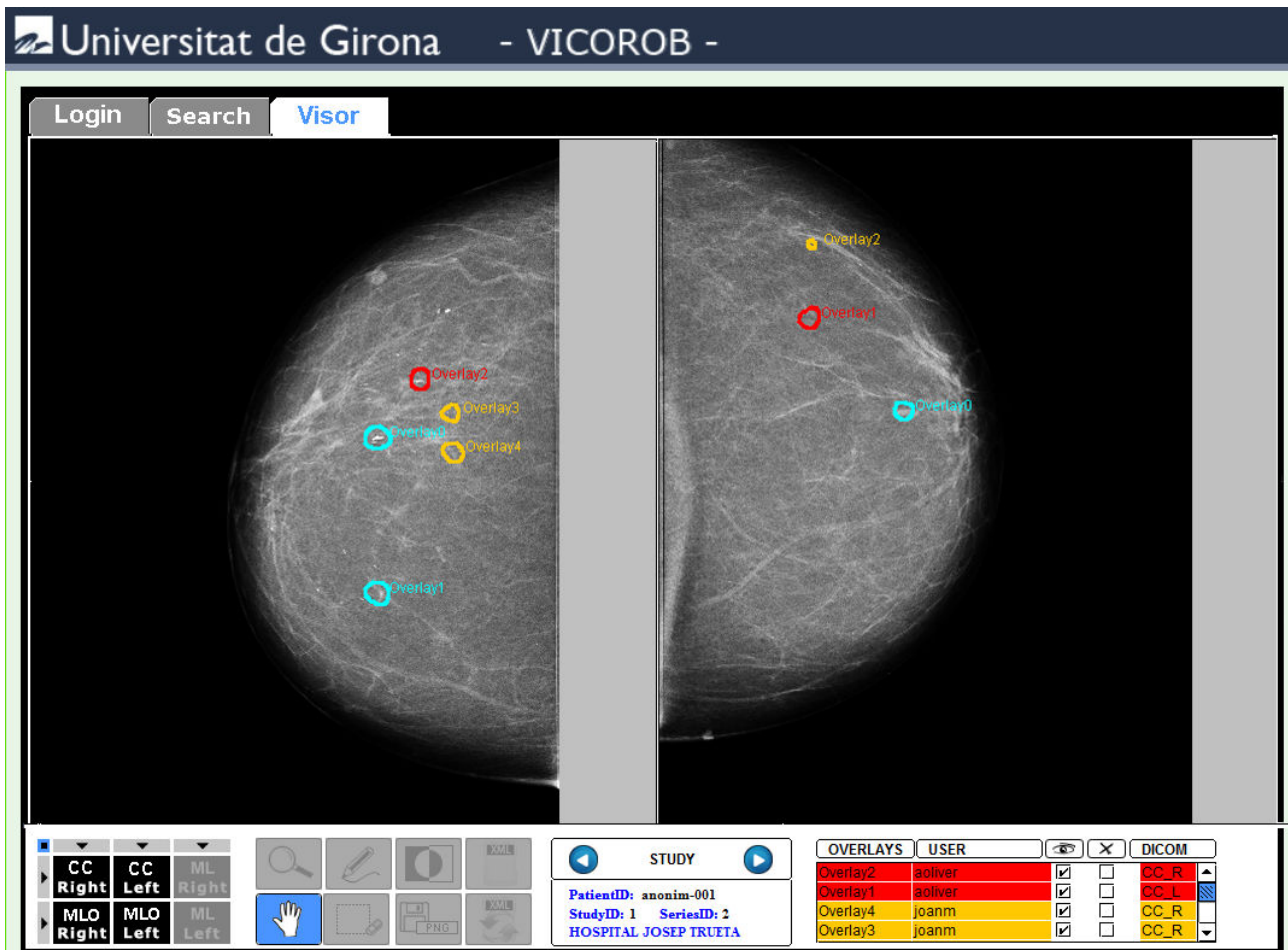 Universitat de Girona - VICOROB -
Login Search Visor
Overlay2
Overlay3
Overlay0
Overlay4
Overlay1
Overlay2
Overlay1
Overlay0
CC Right CC Left ML Right
MLO Right MLO Left ML Left
XML
PNG XML
STUDY
PatientID: anonim-001
StudyID: 1 SeriesID: 2
HOSPITAL JOSEP TRUETA
OVERLAYS USER DICOM
Overlay2 aoliver CC_R
Overlay1 aoliver CC_L
Overlay4 joanm CC_R
Overlay3 joanm CC_R